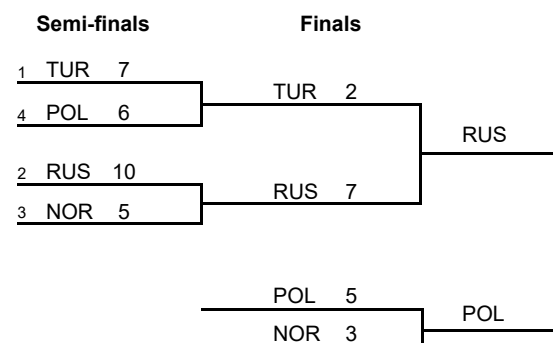 Semi-finals Finals
1 TUR 7
TUR 2
4 POL 6
RUS
2 RUS 10
RUS 7
3 NOR 5
POL 5
POL
NOR 3